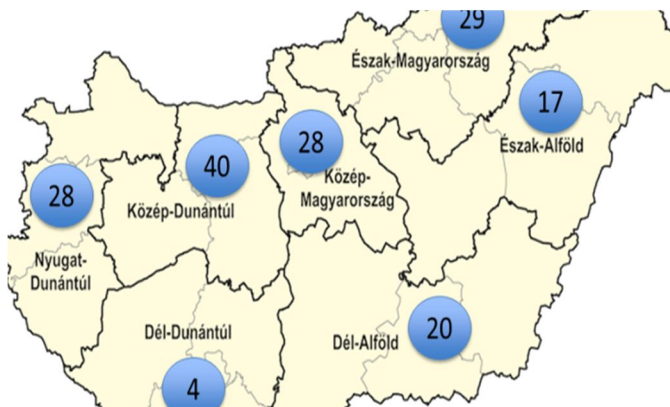 29
Észak-Magyarország
17
Észak-Alföld
28
Közép-
Magyarország
40
Közép-Dunántúl
28
Nyugat-
Dunántúl
Dél-Dunántúl
4
Dél-Alföld
20